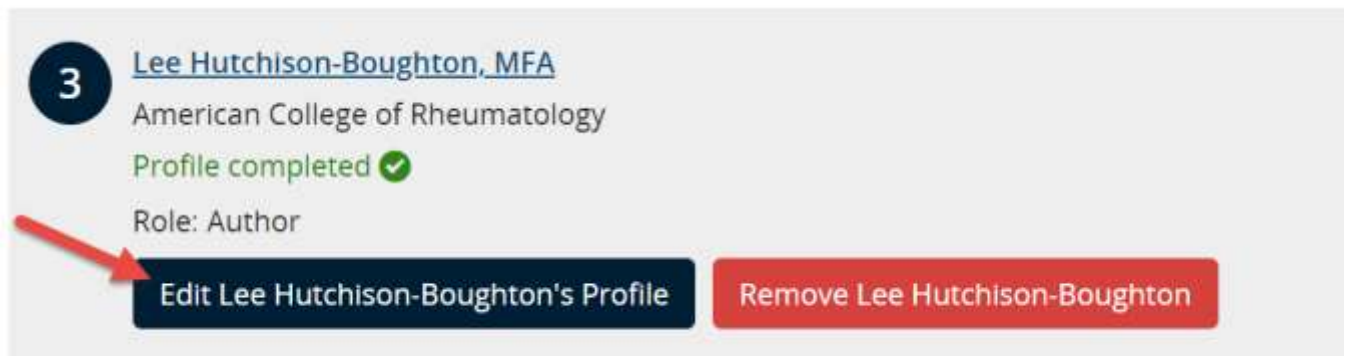 3
Lee Hutchison-Boughton, MFA
American College of Rheumatology
Profile completed
Role: Author
Edit Lee Hutchison-Boughton's Profile
Remove Lee Hutchison-Boughton